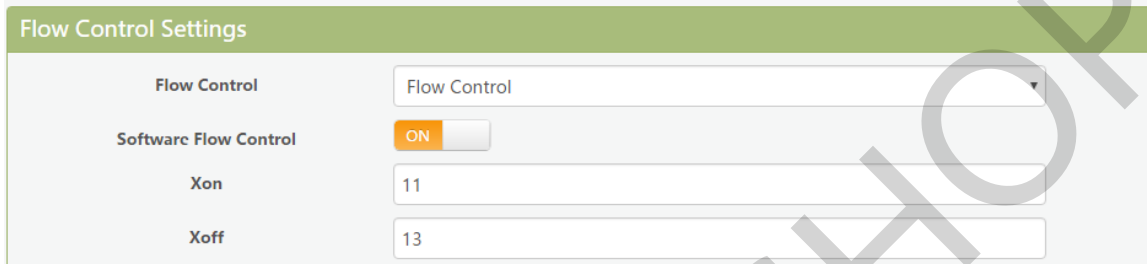 Flow Control Settings
Flow Control Flow Control
Software Flow Control ON
Xon 11
Xoff 13